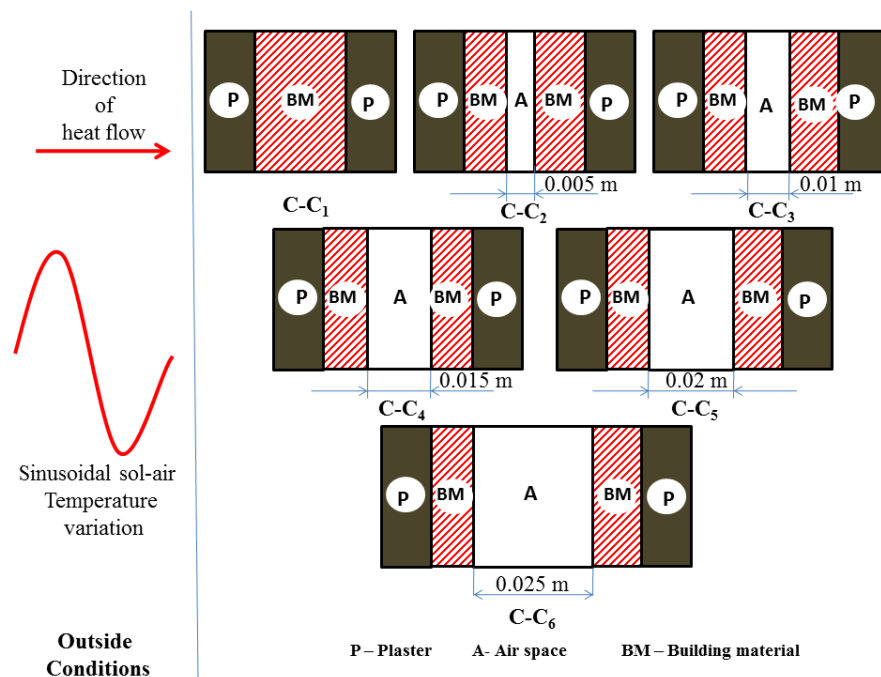 Direction
of
heat flow
P BM P
P BM A BM P
P BM A BM P
0.005 m
0.01 m
C-C1
C-C2
C-C3
P BM A BM P
P BM A BM P
0.015 m
0.02 m
C-C4
C-C5
Sinusoidal sol-air
Temperature
variation
P BM A BM P
0.025 m
C-C6
Outside
Conditions
P – Plaster A- Air space BM – Building material